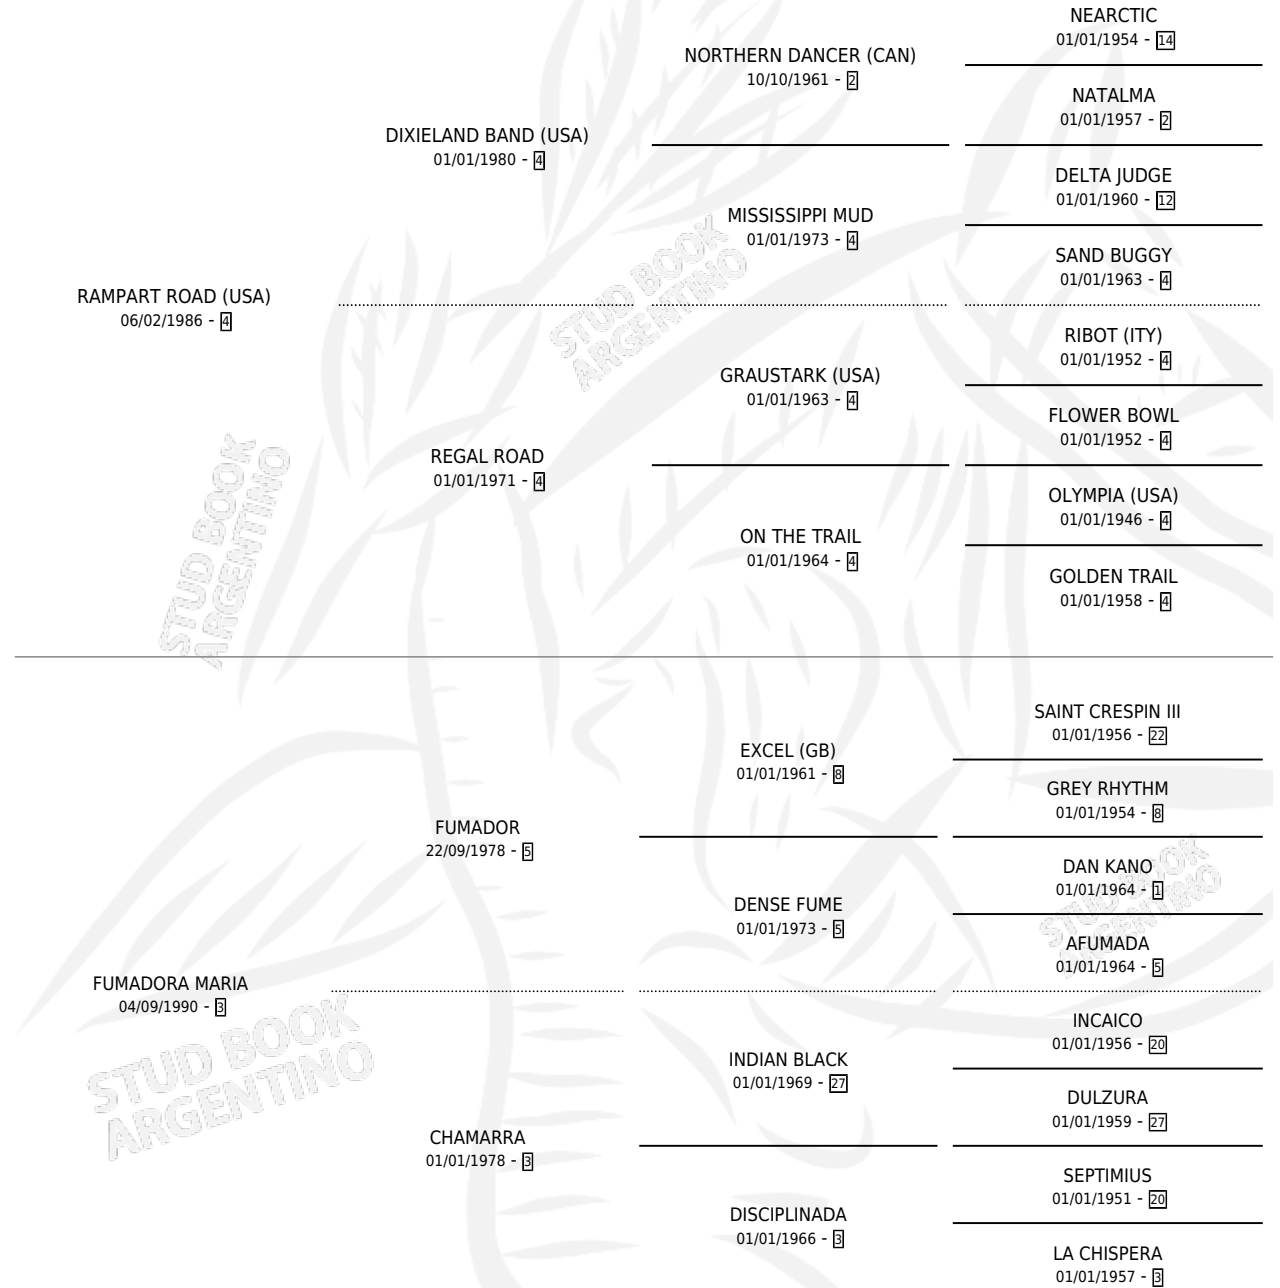 NEARCTIC
01/01/1954 - 14
NORTHERN DANCER (CAN)
10/10/1961 - 2
NATALMA
01/01/1957 - 2
DIXIELAND BAND (USA)
01/01/1980 - 4
DELTA JUDGE
01/01/1960 - 12
MISSISSIPPI MUD
01/01/1973 - 4
SAND BUGGY
01/01/1963 - 4
RAMPART ROAD (USA)
06/02/1986 - 4
RIBOT (ITY)
01/01/1952 - 4
GRAUSTARK (USA)
01/01/1963 - 4
FLOWER BOWL
01/01/1952 - 4
REGAL ROAD
01/01/1971 - 4
OLYMPIA (USA)
01/01/1946 - 4
ON THE TRAIL
01/01/1964 - 4
GOLDEN TRAIL
01/01/1958 - 4
SAINT CRESPIN III
01/01/1956 - 22
EXCEL (GB)
01/01/1961 - 8
GREY RHYTHM
01/01/1954 - 8
FUMADOR
22/09/1978 - 5
DAN KANO
01/01/1964 - 1
DENSE FUME
01/01/1973 - 5
AFUMADA
01/01/1964 - 5
FUMADORA MARIA
04/09/1990 - 3
INCAICO
01/01/1956 - 20
INDIAN BLACK
01/01/1969 - 27
DULZURA
01/01/1959 - 27
CHAMARRA
01/01/1978 - 3
SEPTIMIUS
01/01/1951 - 20
DISCIPLINADA
01/01/1966 - 3
LA CHISPERA
01/01/1957 - 3
STUD BOOK
ARGENTINO
STUD BOOK
ARGENTINO
STUD BOOK
ARGENTINO
STUD BOOK
ARGENTINO